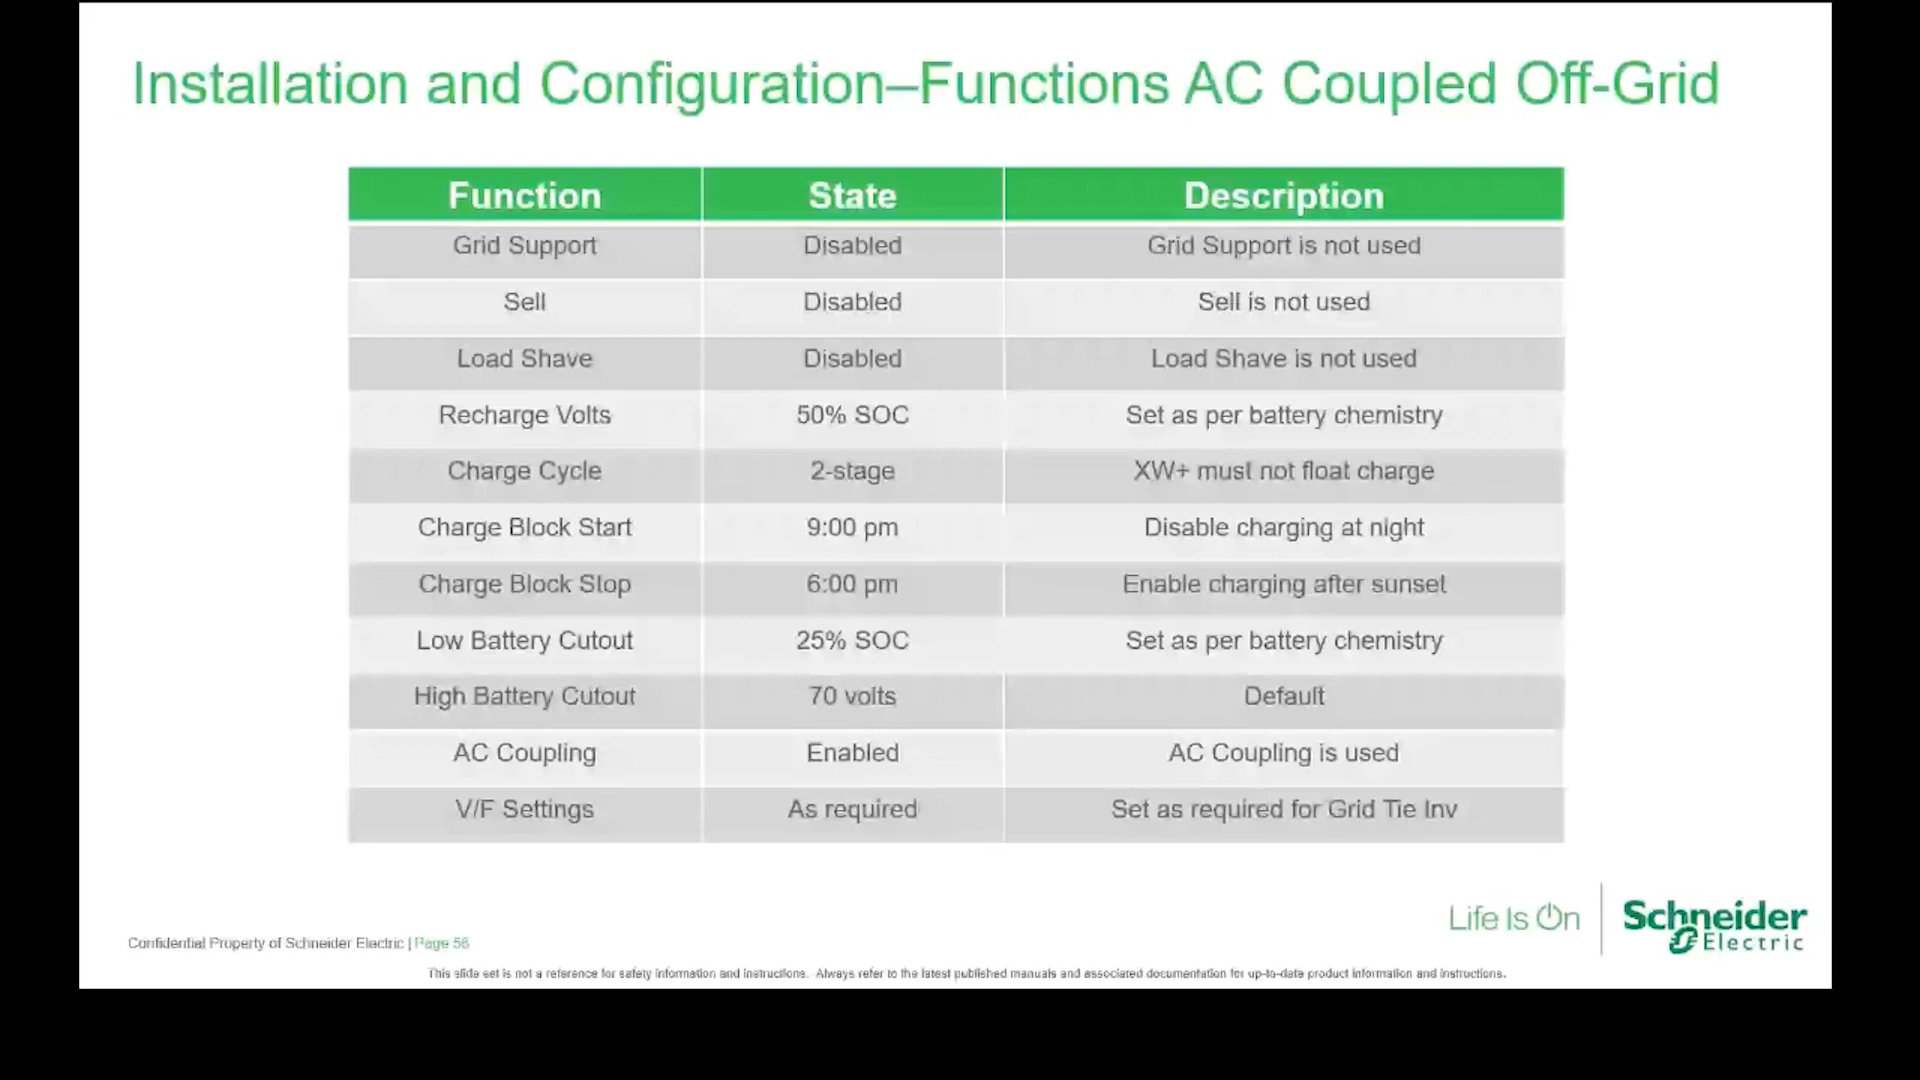 Installation and Configuration–Functions AC Coupled Off-Grid
Function State Description
Grid Support Disabled Grid Support is not used
Sell Disabled Sell is not used
Load Shave Disabled Load Shave is not used
Recharge Volts 50% SOC Set as per battery chemistry
Charge Cycle 2-stage XW+ must not float charge
Charge Block Start 9:00 pm Disable charging at night
Charge Block Stop 6:00 pm Enable charging after sunset
Low Battery Cutout 25% SOC Set as per battery chemistry
High Battery Cutout 70 volts Default
AC Coupling Enabled AC Coupling is used
V/F Settings As required Set as required for Grid Tie Inv
Life Is On
Schneider
Electric
Confidential Property of Schneider Electric | Page 56
This slide set is not a reference for safety information and instructions. Always refer to the latest published manuals and associated documentation for up-to-date product information and instructions.